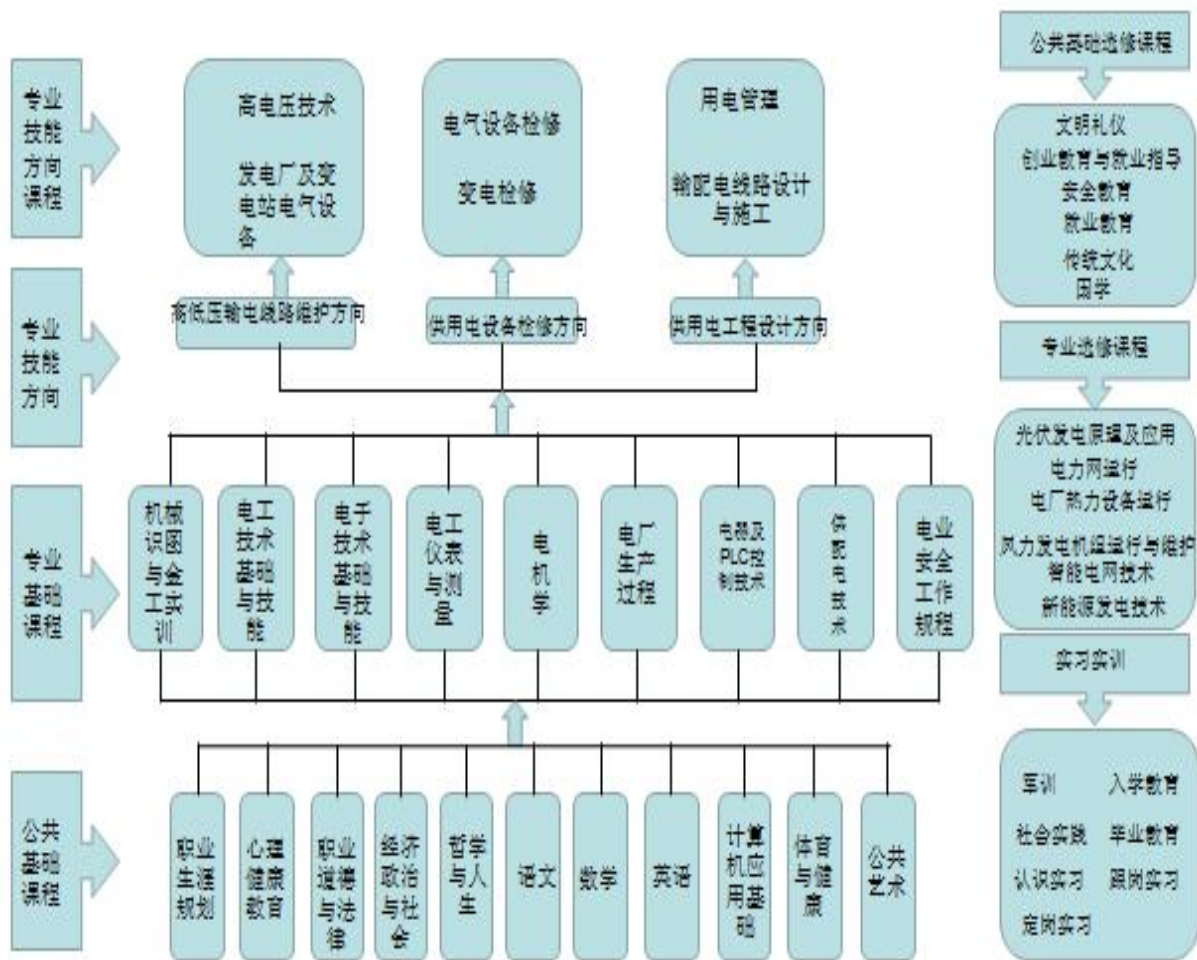 专业
技能
方向
课程
高电压技术
发电厂及变
电站电气设
备
电气设备检修
变电检修
用电管理
输配电线路设计
与施工
专业
技能
方向
高低压输电线路维护方向
供用电设备检修方向
供用电工程设计方向
专业
基础
课程
机械
识图
与金
工实
训
电工
技术
基础
与技
能
电子
技术
基础
与技
能
电工
仪表
与测
量
电
机
学
电厂
生产
过程
电器及
PLC控
制技术
供
配
电
技
术
电业
安全
工作
规程
公共
基础
课程
职业
生涯
规划
心理
健康
教育
职业
道德
与法
律
经济
政治
与社
会
哲学
与人
生
语文
数学
英语
计算
机应
用基
础
体育
与健
康
公共
艺术
公共基础选修课程
文明礼仪
创业教育与就业指导
安全教育
就业教育
传统文化
国学
专业选修课程
光伏发电原理及应用
电力网运行
电厂热力设备运行
风力发电机组运行与维护
智能电网技术
新能源发电技术
实习实训
军训 入学教育
社会实践 毕业教育
认识实习 跟岗实习
定岗实习